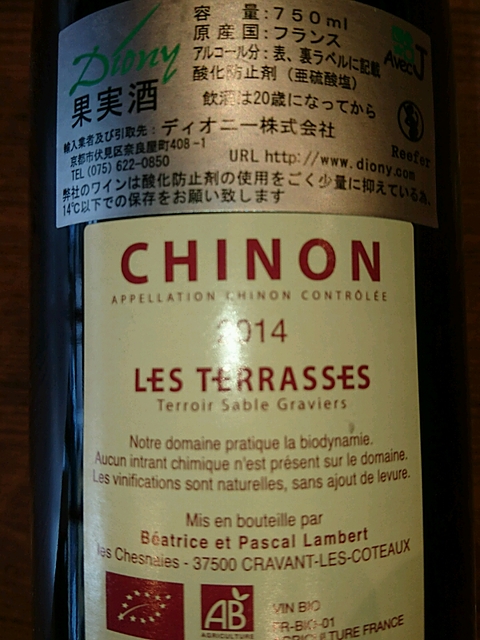 Diony
果実酒
容 量:750ml
原産国:フランス
アルコール分:表、裏ラベルに記載
酸化防止剤(亜硫酸塩)
飲酒は20歳になってから
AvecJ
Reefer
輸入業者及び引取先:ディオニー株式会社
京都市伏見区奈良屋町408-1
TEL(075)622-0850
URL http://www.diony.com
弊社のワインは酸化防止剤の使用をごく少量に抑えている為、
14℃以下での保存をお願い致します
CHINON
APPELLATION CHINON CONTRÔLÉE
2014
LES TERRASSES
Terroir Sable Graviers
Notre domaine pratique la biodynamie.
Aucun intrant chimique n'est présent sur le domaine.
Les vinifications sont naturelles, sans ajout de levure.
Mis en bouteille par
Béatrice et Pascal Lambert
les Chesnaies - 37500 CRAVANT-LES-COTEAUX
AB
AGRICULTURE
VIN BIO
FR-BIO-01
AGRICULTURE FRANCE